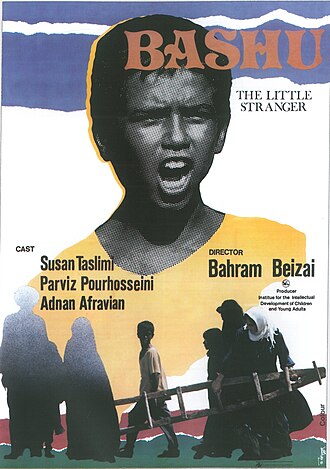 BASHU
THE LITTLE
STRANGER
CAST
Susan Taslimi
Parviz Pourhosseini
Adnan Afravian
DIRECTOR
Bahram Beizai
Producer
Institue for the Intellectual
Development of Children
and Young Adults